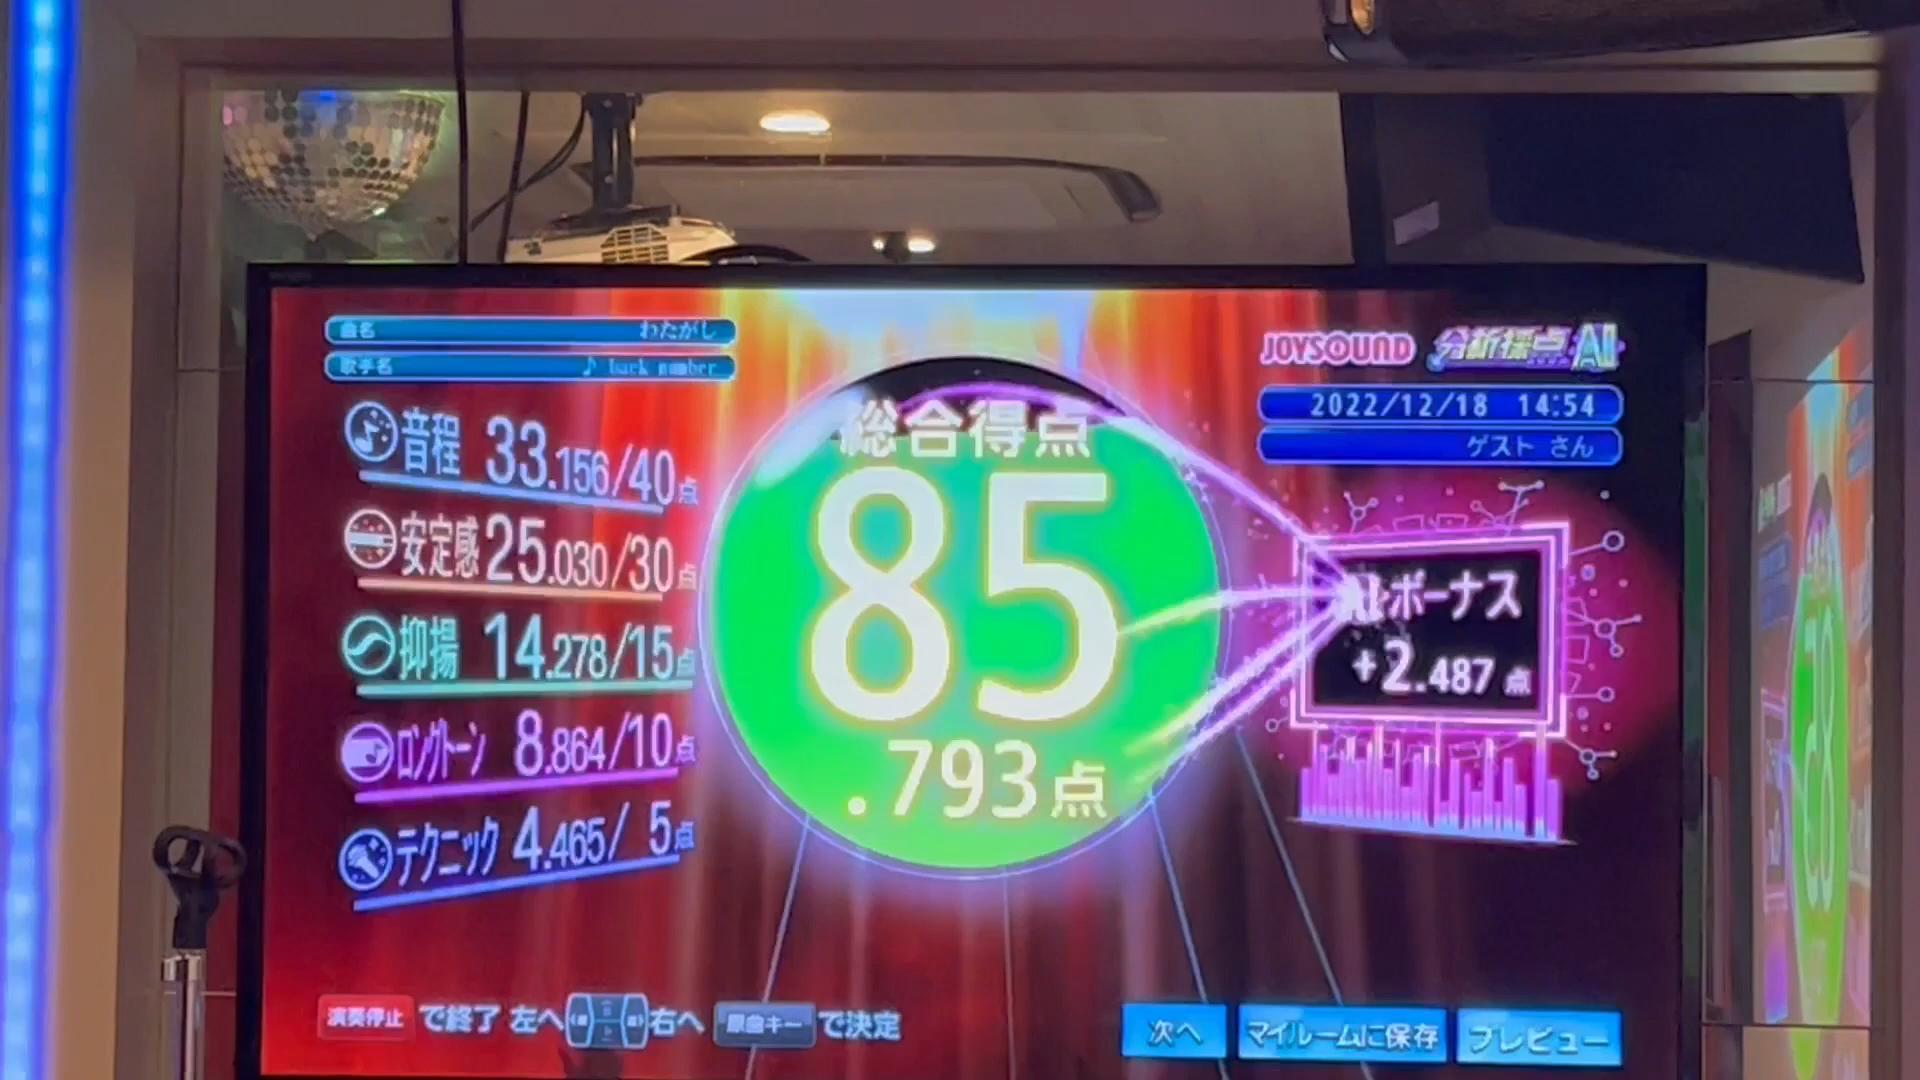 曲名 わたがし
歌手名 ♪ back number
JOYSOUND 分析採点AI
2022/12/18 14:54
ゲスト さん
音程 33.156/40点
安定感 25.030/30点
抑揚 14.278/15点
ロングトーン 8.864/10点
テクニック 4.465/ 5点
総合得点
85
.793点
AIボーナス
+2.487点
演奏停止 で終了 左へ 右へ 原曲キー で決定
次へ マイルームに保存 プレビュー